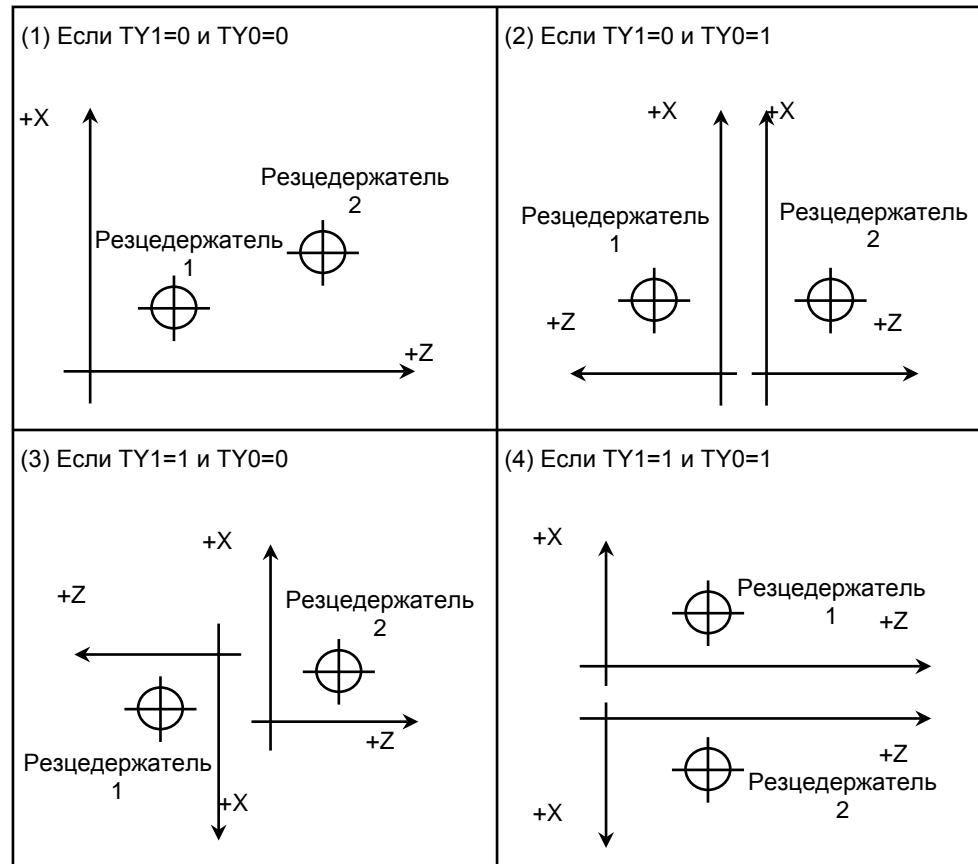 (1) Если TY1=0 и TY0=0
+X
Резцедержатель
2
Резцедержатель
1
+Z
(2) Если TY1=0 и TY0=1
+X
+X
Резцедержатель
1
Резцедержатель
2
+Z
+Z
(3) Если TY1=1 и TY0=0
+X
+Z
Резцедержатель
2
+Z
Резцедержатель
1
+X
(4) Если TY1=1 и TY0=1
+X
Резцедержатель
1
+Z
+Z
Резцедержатель
2
+X